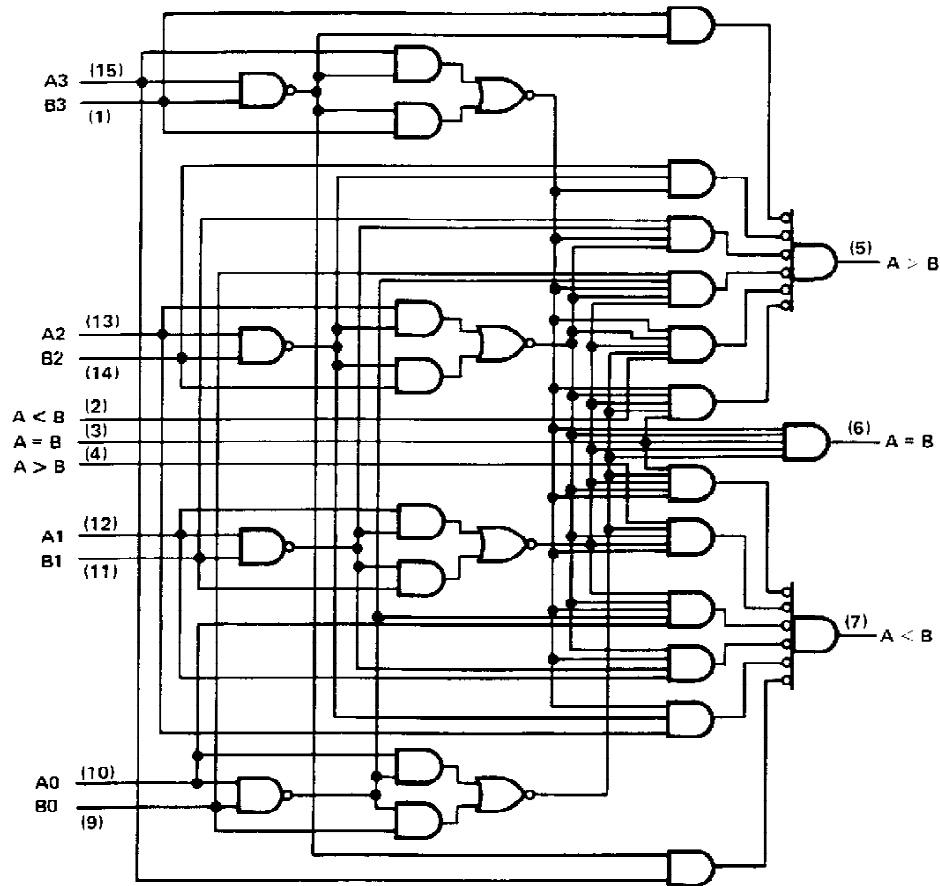 A3 (15)
B3 (1)
A2 (13)
B2 (14)
A < B (2)
A = B (3)
A > B (4)
A1 (12)
B1 (11)
A0 (10)
B0 (9)
(5) A > B
(6) A = B
(7) A < B